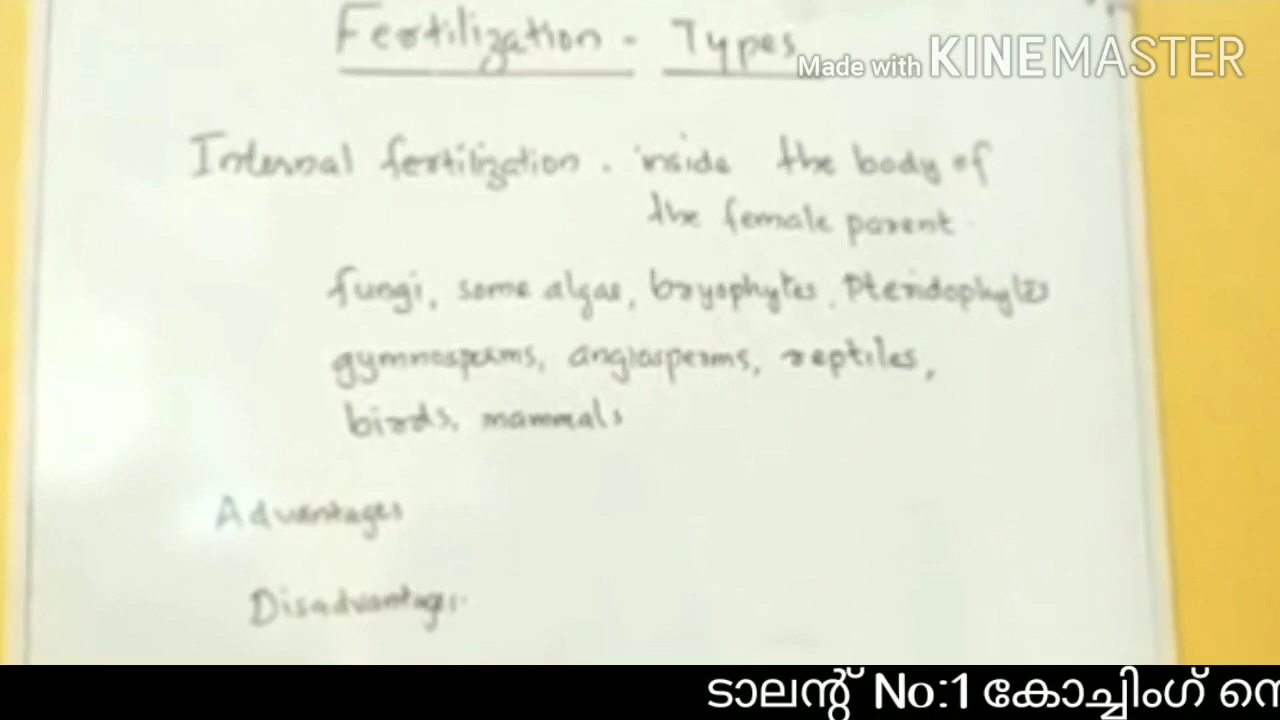 Fertilization - Types
Made with KINEMASTER
Internal fertilization - inside the body of
the female parent
fungi, some algae, bryophytes, Pteridophytes
gymnosperms, angiosperms, reptiles,
birds, mammals
Advantages
Disadvantages
ടാലന്റ് No:1 കോച്ചിംഗ്